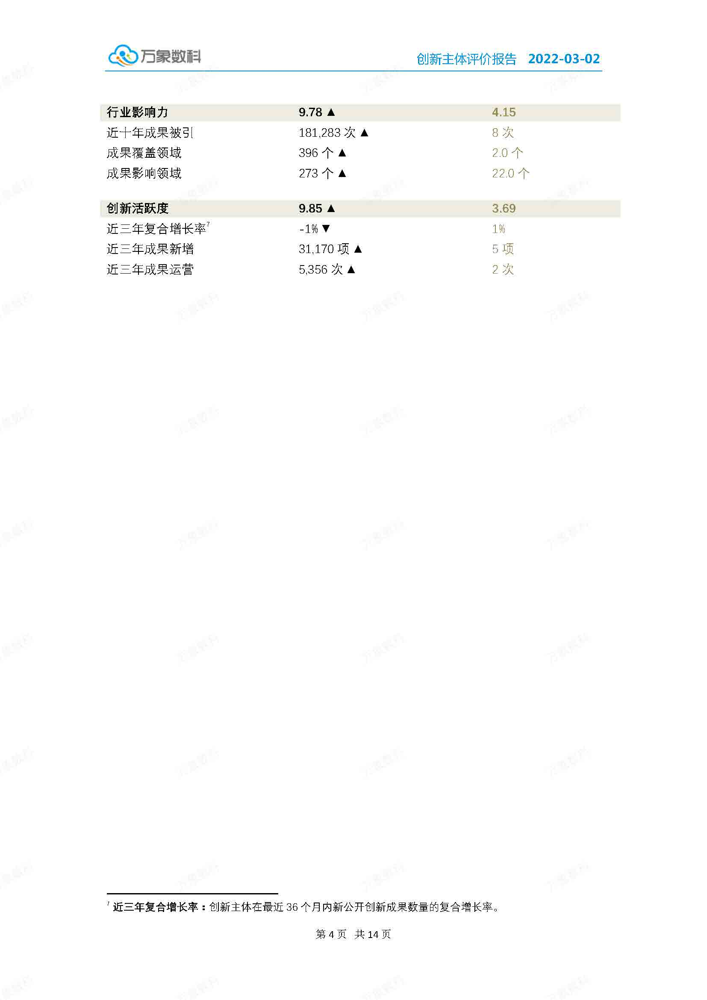 万象数科
创新主体评价报告 2022-03-02
行业影响力 9.78 ▲ 4.15
近十年成果被引 181,283 次 ▲ 8 次
成果覆盖领域 396 个 ▲ 2.0 个
成果影响领域 273 个 ▲ 22.0 个
创新活跃度 9.85 ▲ 3.69
近三年复合增长率7 -1% ▼ 1%
近三年成果新增 31,170 项 ▲ 5 项
近三年成果运营 5,356 次 ▲ 2 次
7 近三年复合增长率：创新主体在最近 36 个月内新公开创新成果数量的复合增长率。
第 4 页 共 14 页